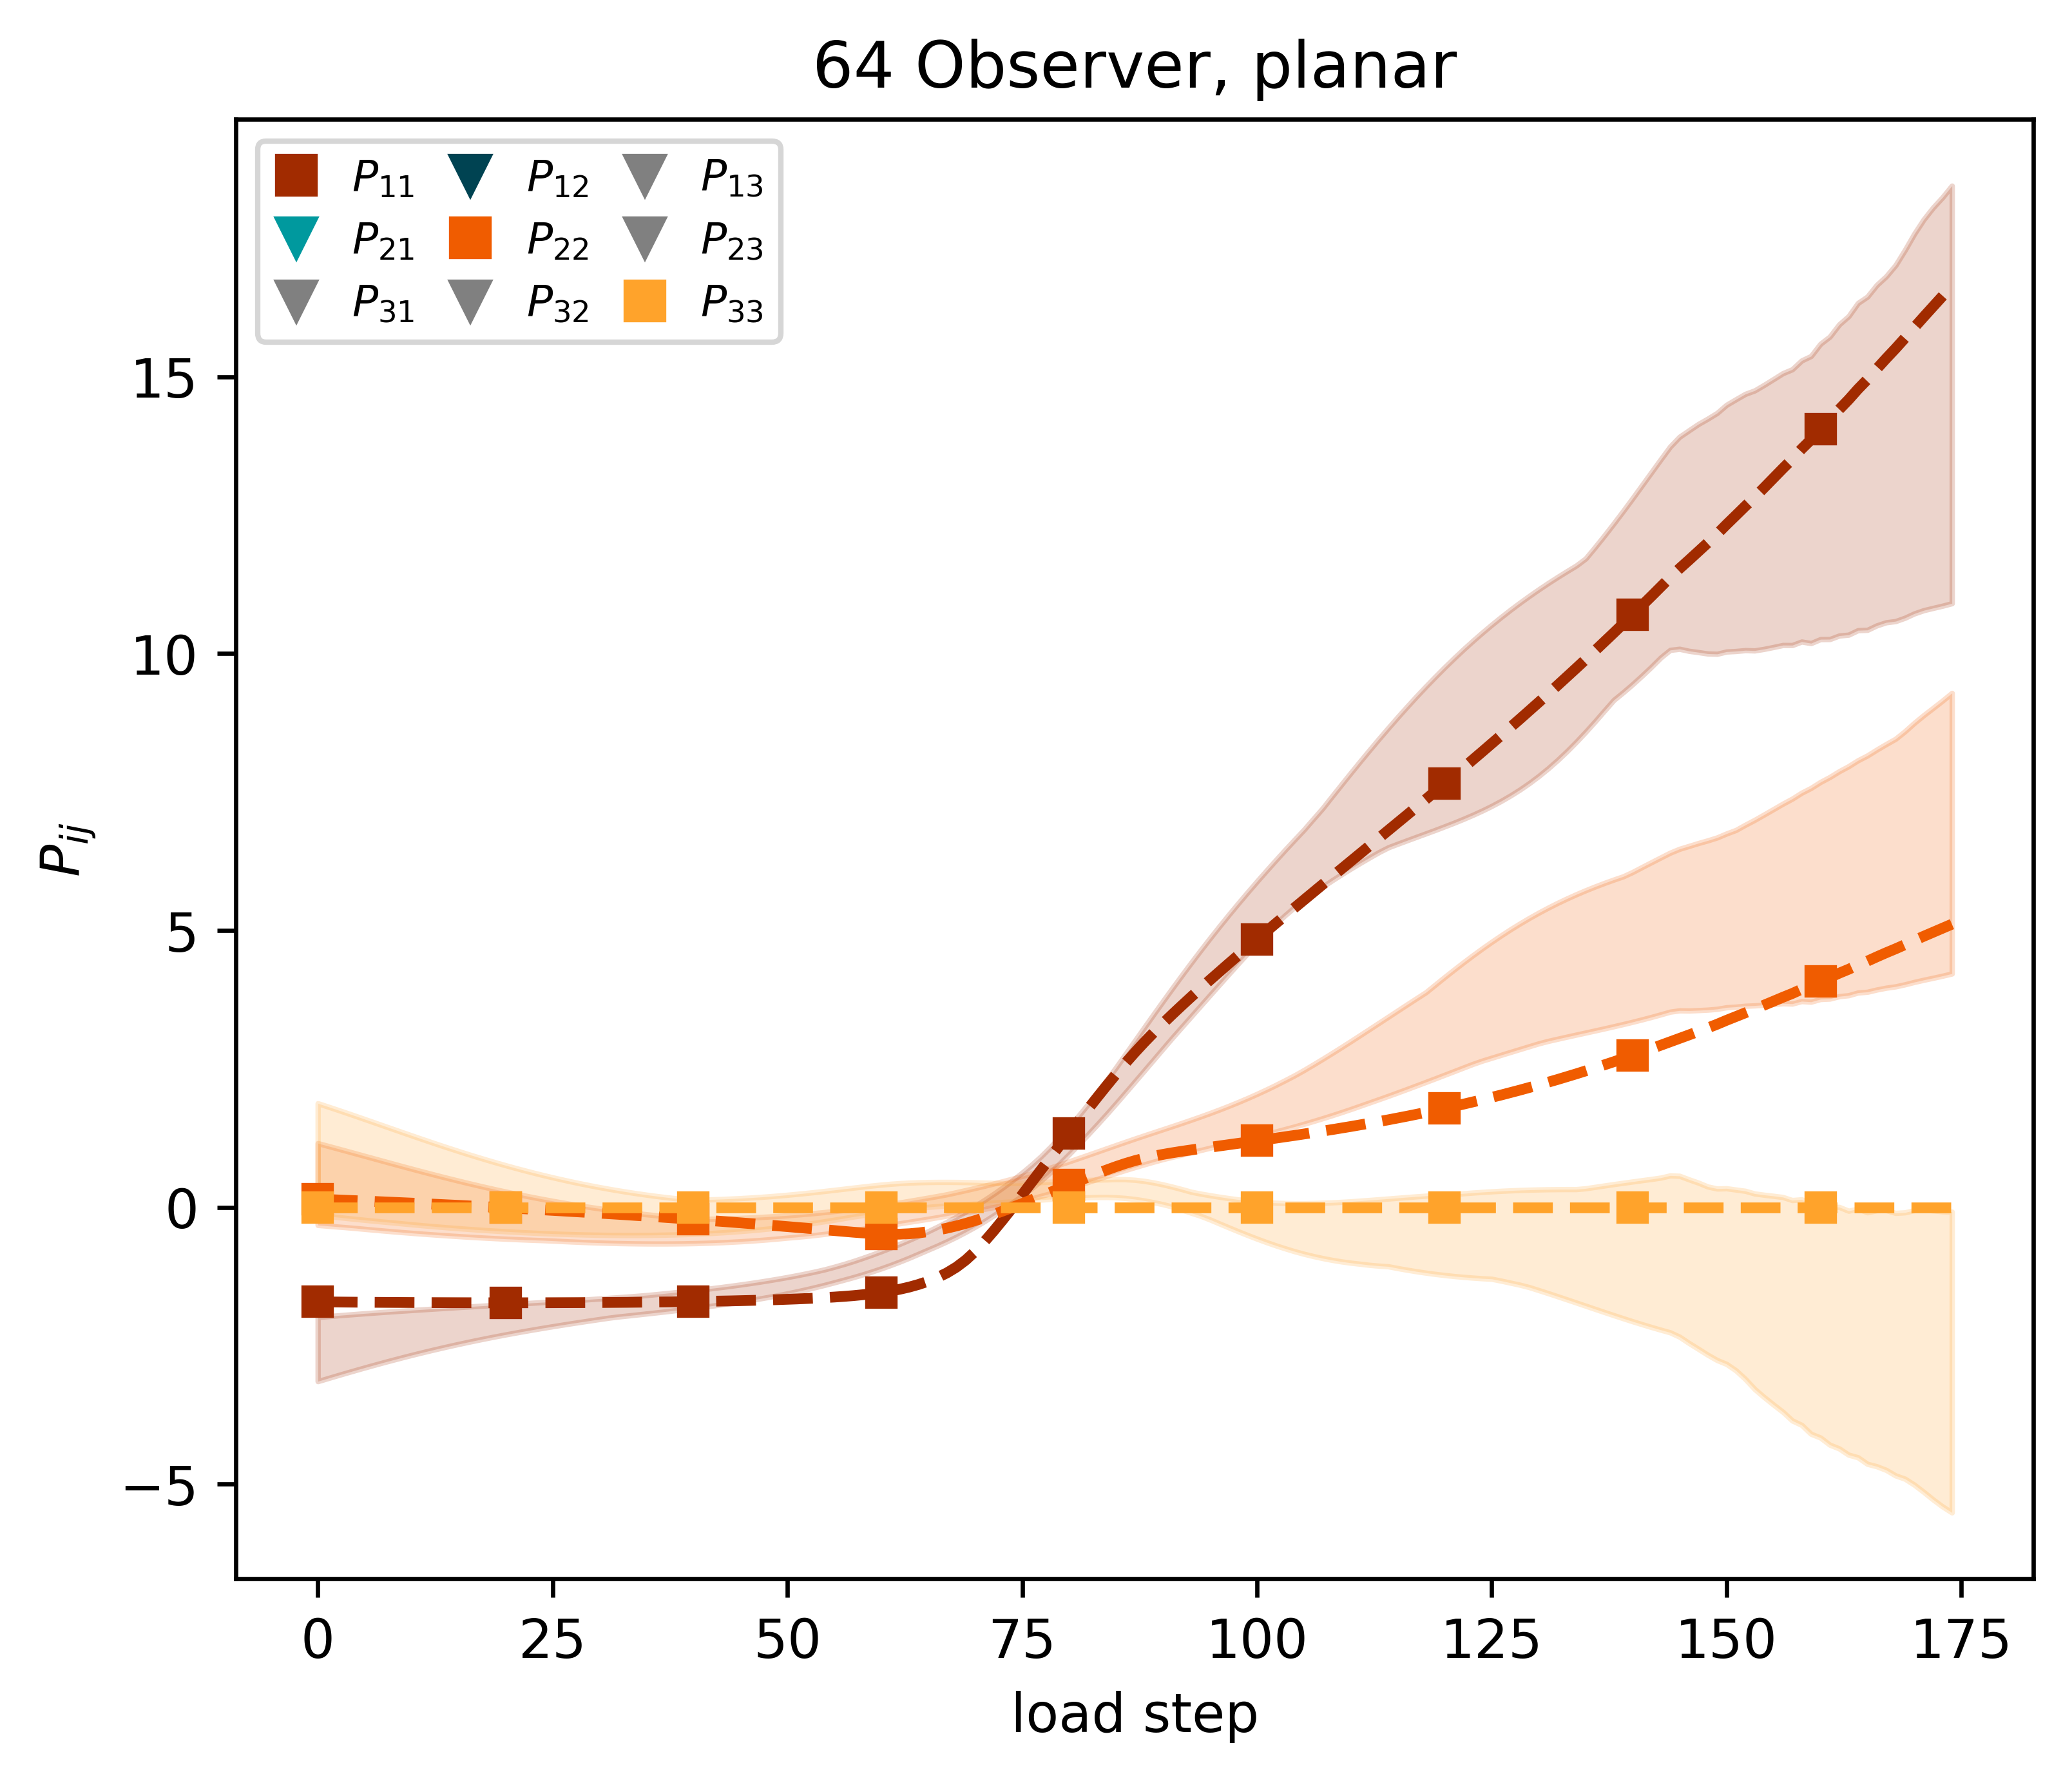 64 Observer, planar
P11 P12 P13
P21 P22 P23
P31 P32 P33
15
10
5
0
−5
Pij
0 25 50 75 100 125 150 175
load step